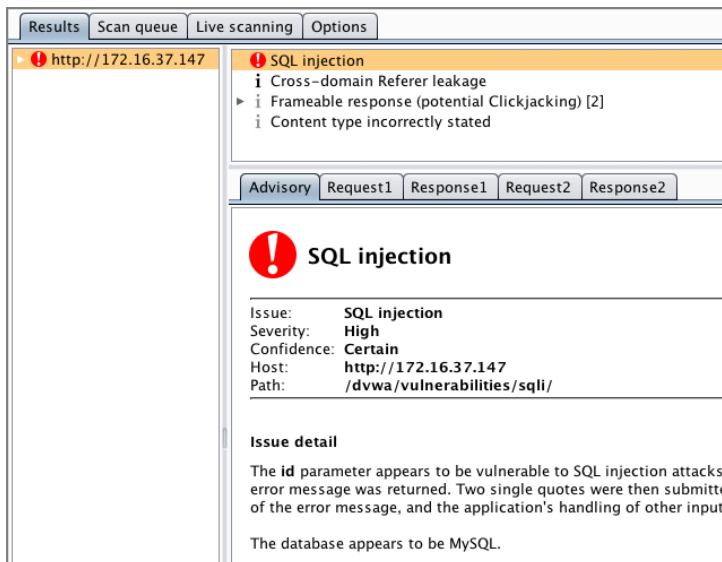 Results Scan queue Live scanning Options
http://172.16.37.147
SQL injection
Cross-domain Referer leakage
Frameable response (potential Clickjacking) [2]
Content type incorrectly stated
Advisory Request1 Response1 Request2 Response2
SQL injection
Issue: SQL injection
Severity: High
Confidence: Certain
Host: http://172.16.37.147
Path: /dvwa/vulnerabilities/sqli/
Issue detail
The id parameter appears to be vulnerable to SQL injection attacks
error message was returned. Two single quotes were then submitte
of the error message, and the application's handling of other input
The database appears to be MySQL.